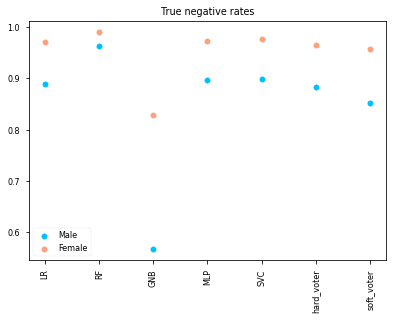 True negative rates
1.0
0.9
0.8
0.7
0.6
Male
Female
LR
RF
GNB
MLP
SVC
hard_voter
soft_voter